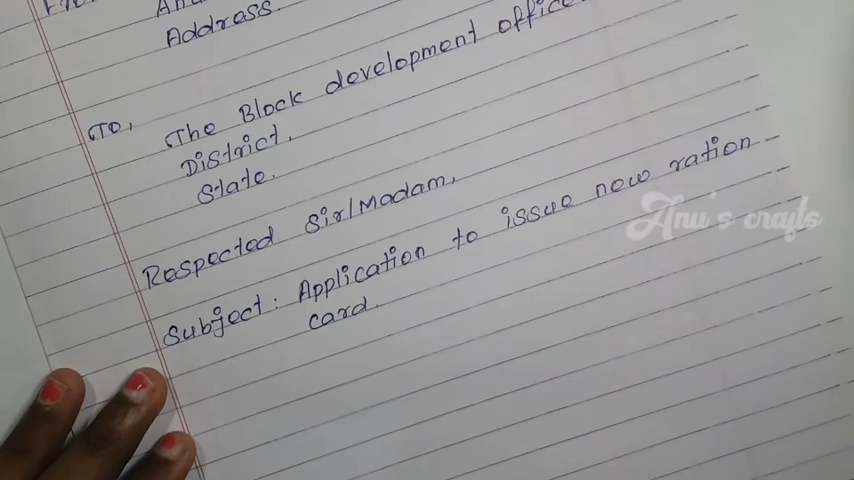 Address.
To,
The Block development office
District.
State.
Respected Sir/Madam,
Subject: Application to issue new ration
card.
Anu's crafts